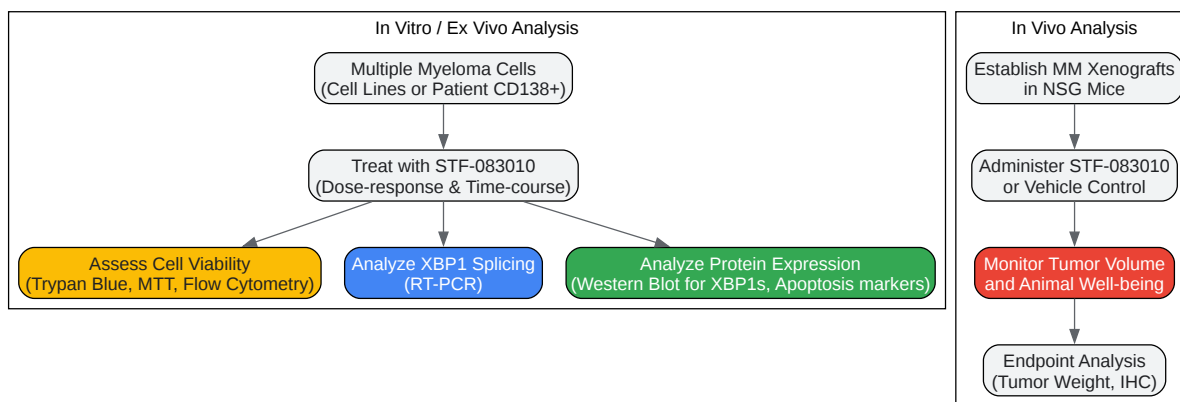 In Vitro / Ex Vivo Analysis
Multiple Myeloma Cells
(Cell Lines or Patient CD138+)
Treat with STF-083010
(Dose-response & Time-course)
Assess Cell Viability
(Trypan Blue, MTT, Flow Cytometry)
Analyze XBP1 Splicing
(RT-PCR)
Analyze Protein Expression
(Western Blot for XBP1s, Apoptosis markers)
In Vivo Analysis
Establish MM Xenografts
in NSG Mice
Administer STF-083010
or Vehicle Control
Monitor Tumor Volume
and Animal Well-being
Endpoint Analysis
(Tumor Weight, IHC)